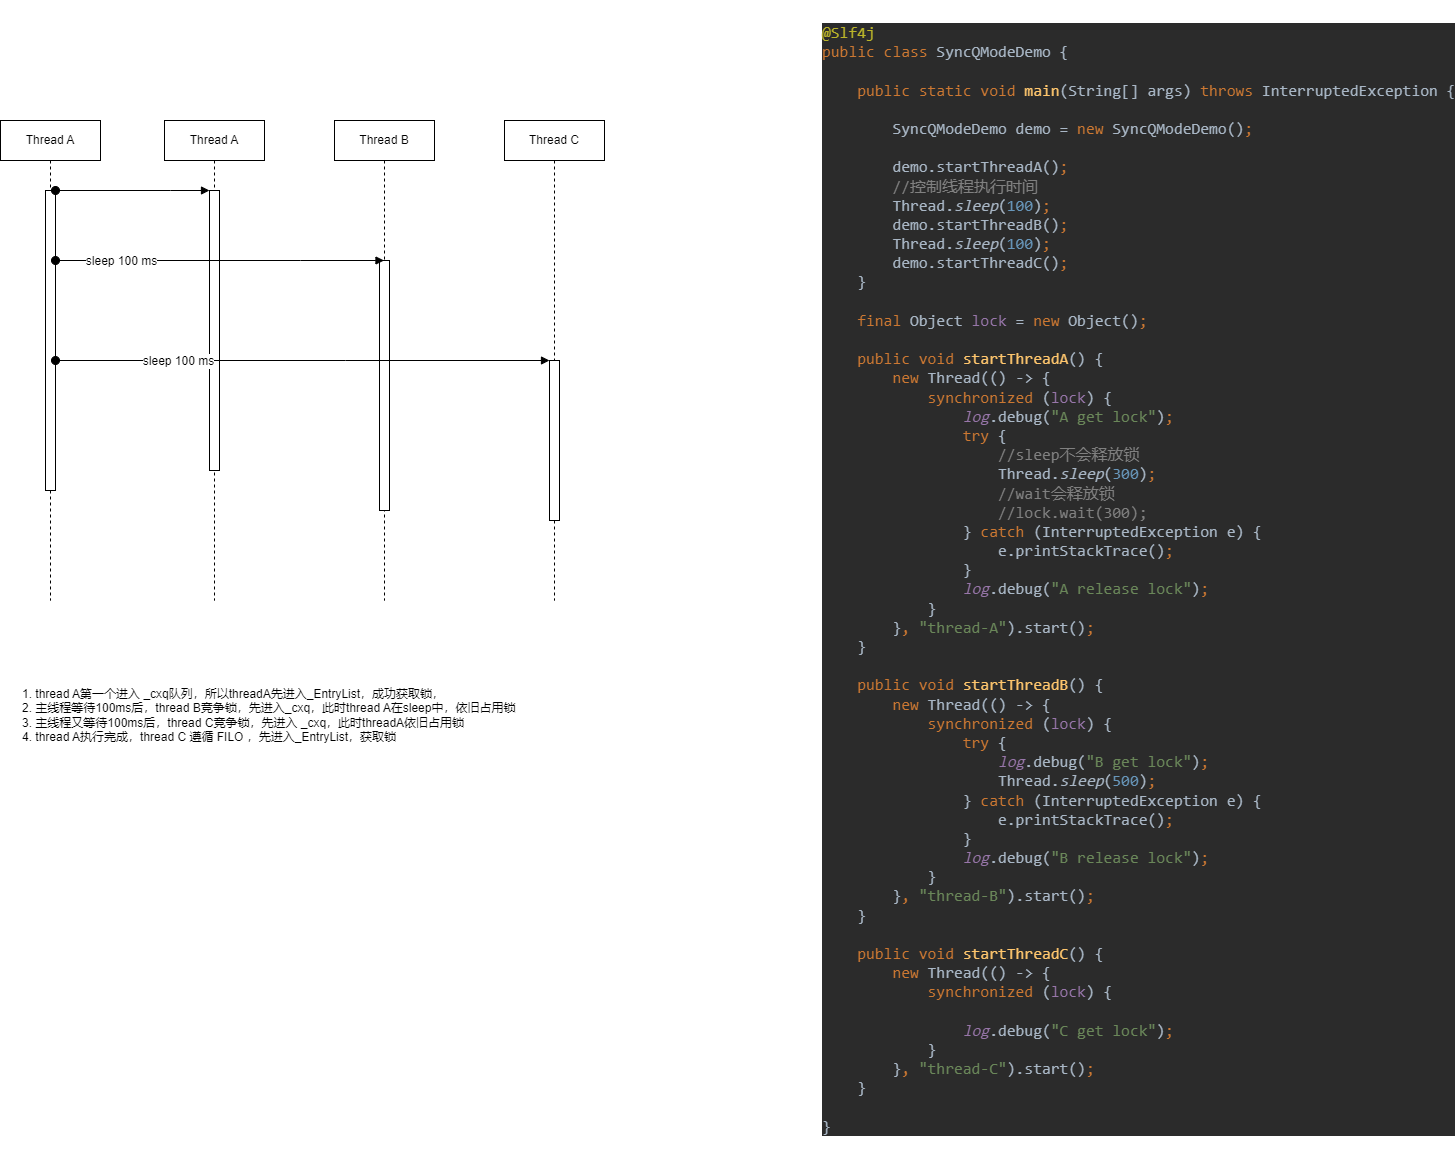 Thread A
Thread A
Thread B
Thread C
sleep 100 ms
sleep 100 ms
1. thread A第一个进入 _cxq队列，所以threadA先进入_EntryList，成功获取锁，
2. 主线程等待100ms后，thread B竞争锁，先进入_cxq，此时thread A在sleep中，依旧占用锁
3. 主线程又等待100ms后，thread C竞争锁，先进入 _cxq，此时threadA依旧占用锁
4. thread A执行完成，thread C 遵循 FILO ，先进入_EntryList，获取锁
@Slf4j
public class SyncQModeDemo {
public static void main(String[] args) throws InterruptedException {
SyncQModeDemo demo = new SyncQModeDemo();
demo.startThreadA();
//控制线程执行时间
Thread.sleep(100);
demo.startThreadB();
Thread.sleep(100);
demo.startThreadC();
}
final Object lock = new Object();
public void startThreadA() {
new Thread(() -> {
synchronized (lock) {
log.debug("A get lock");
try {
//sleep不会释放锁
Thread.sleep(300);
//wait会释放锁
//lock.wait(300);
} catch (InterruptedException e) {
e.printStackTrace();
}
log.debug("A release lock");
}
}, "thread-A").start();
}
public void startThreadB() {
new Thread(() -> {
synchronized (lock) {
try {
log.debug("B get lock");
Thread.sleep(500);
} catch (InterruptedException e) {
e.printStackTrace();
}
log.debug("B release lock");
}
}, "thread-B").start();
}
public void startThreadC() {
new Thread(() -> {
synchronized (lock) {
log.debug("C get lock");
}
}, "thread-C").start();
}
}